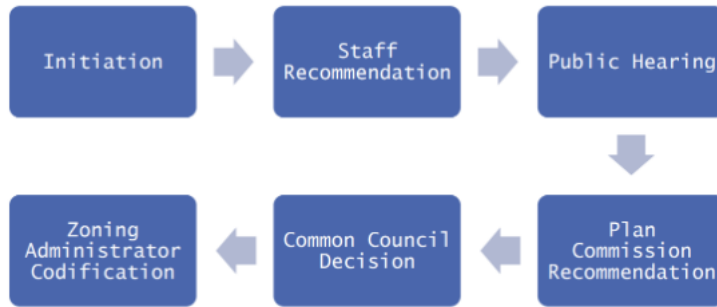 Initiation
Staff
Recommendation
Public Hearing
Plan
Commission
Recommendation
Common Council
Decision
Zoning
Administrator
Codification